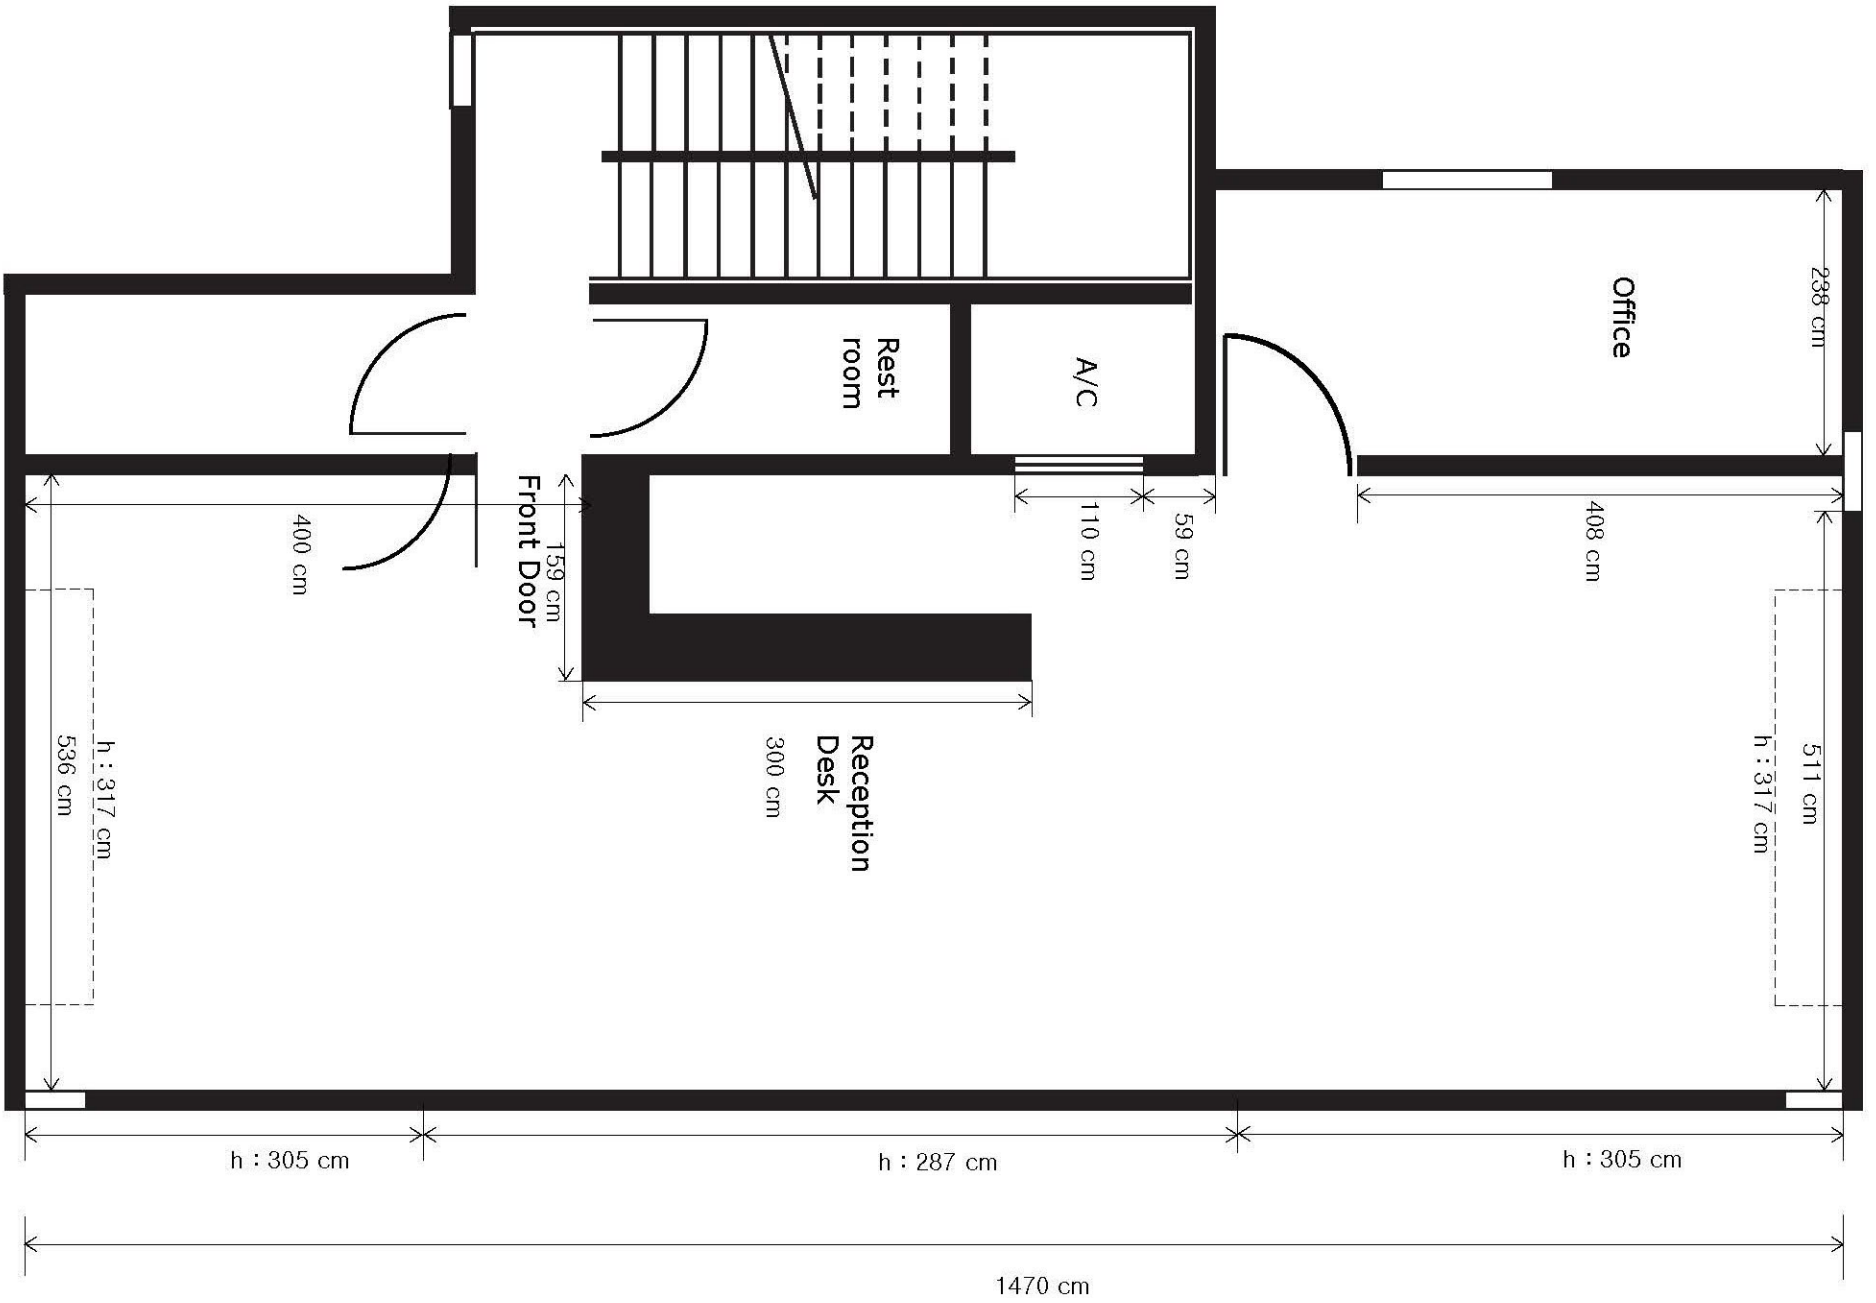 Office
238 cm
Rest
room
A/C
Front Door
400 cm
159 cm
110 cm
59 cm
408 cm
Reception
Desk
300 cm
536 cm
h : 317 cm
h : 317 cm
511 cm
h : 305 cm
h : 287 cm
h : 305 cm
1470 cm